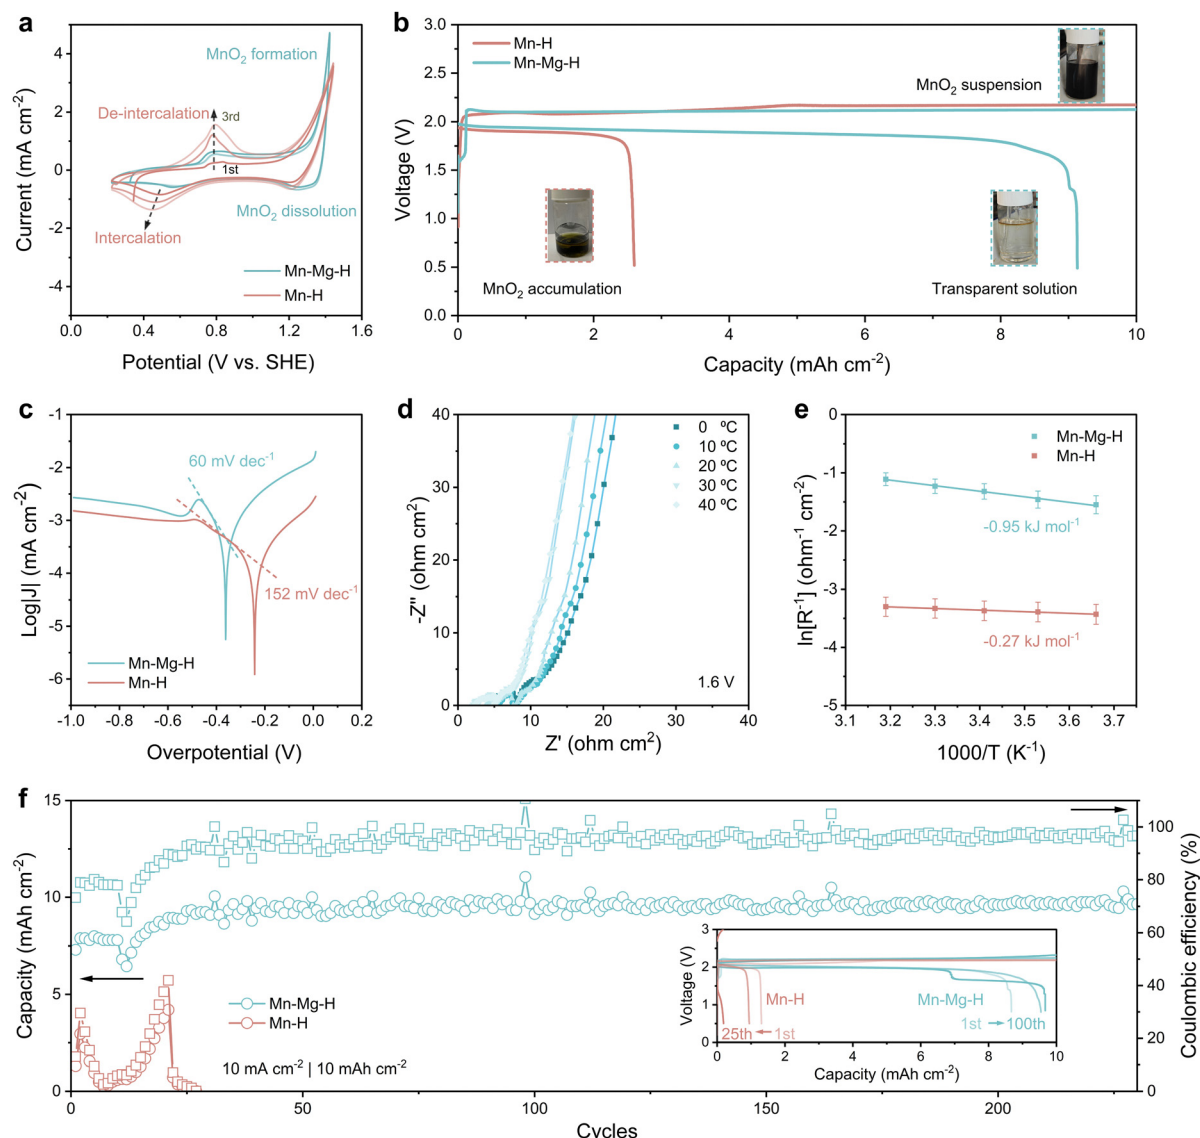 a
Current (mA cm⁻²)
4
2
0
-2
-4
MnO₂ formation
De-intercalation
3rd
1st
MnO₂ dissolution
Intercalation
Mn-Mg-H
Mn-H
0.0 0.4 0.8 1.2 1.6
Potential (V vs. SHE)
b
Voltage (V)
3.0
2.5
2.0
1.5
1.0
0.5
0.0
Mn-H
Mn-Mg-H
MnO₂ suspension
MnO₂ accumulation
Transparent solution
0 2 4 6 8 10
Capacity (mAh cm⁻²)
c
Log|J| (mA cm⁻²)
-1
-2
-3
-4
-5
-6
60 mV dec⁻¹
152 mV dec⁻¹
Mn-Mg-H
Mn-H
-1.0 -0.8 -0.6 -0.4 -0.2 0.0 0.2
Overpotential (V)
d
-Z'' (ohm cm²)
40
30
20
10
0
0 ºC
10 ºC
20 ºC
30 ºC
40 ºC
1.6 V
0 10 20 30 40
Z' (ohm cm²)
e
ln[R⁻¹] (ohm⁻¹ cm⁻²)
0
-1
-2
-3
-4
-5
Mn-Mg-H
Mn-H
-0.95 kJ mol⁻¹
-0.27 kJ mol⁻¹
3.1 3.2 3.3 3.4 3.5 3.6 3.7
1000/T (K⁻¹)
f
Capacity (mAh cm⁻²)
15
10
5
0
Mn-Mg-H
Mn-H
10 mA cm⁻² | 10 mAh cm⁻²
Voltage (V)
3
2
1
0
Mn-H
25th
1st
Mn-Mg-H
1st
100th
0 2 4 6 8 10
Capacity (mAh cm⁻²)
100
80
60
40
20
0
Coulombic efficiency (%)
0 50 100 150 200
Cycles